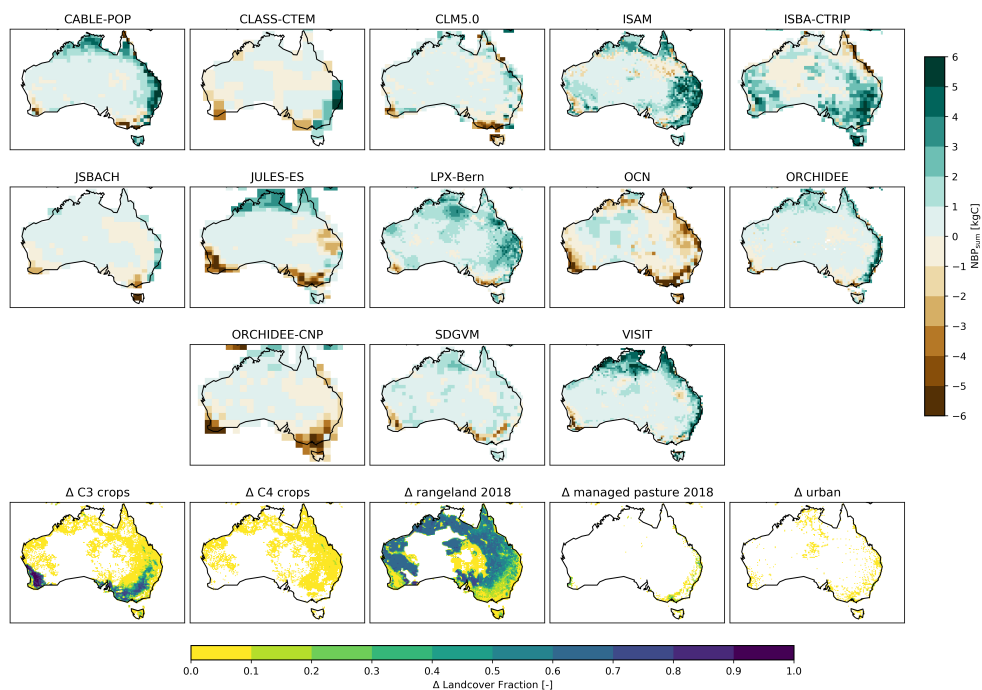 CABLE-POP CLASS-CTEM CLM5.0 ISAM ISBA-CTRIP
6
5
4
3
2
1
0
−1
−2
−3
−4
−5
−6
NBPsum [kgC]
JSBACH JULES-ES LPX-Bern OCN ORCHIDEE
ORCHIDEE-CNP SDGVM VISIT
Δ C3 crops Δ C4 crops Δ rangeland 2018 Δ managed pasture 2018 Δ urban
0.0 0.1 0.2 0.3 0.4 0.5 0.6 0.7 0.8 0.9 1.0
Δ Landcover Fraction [-]